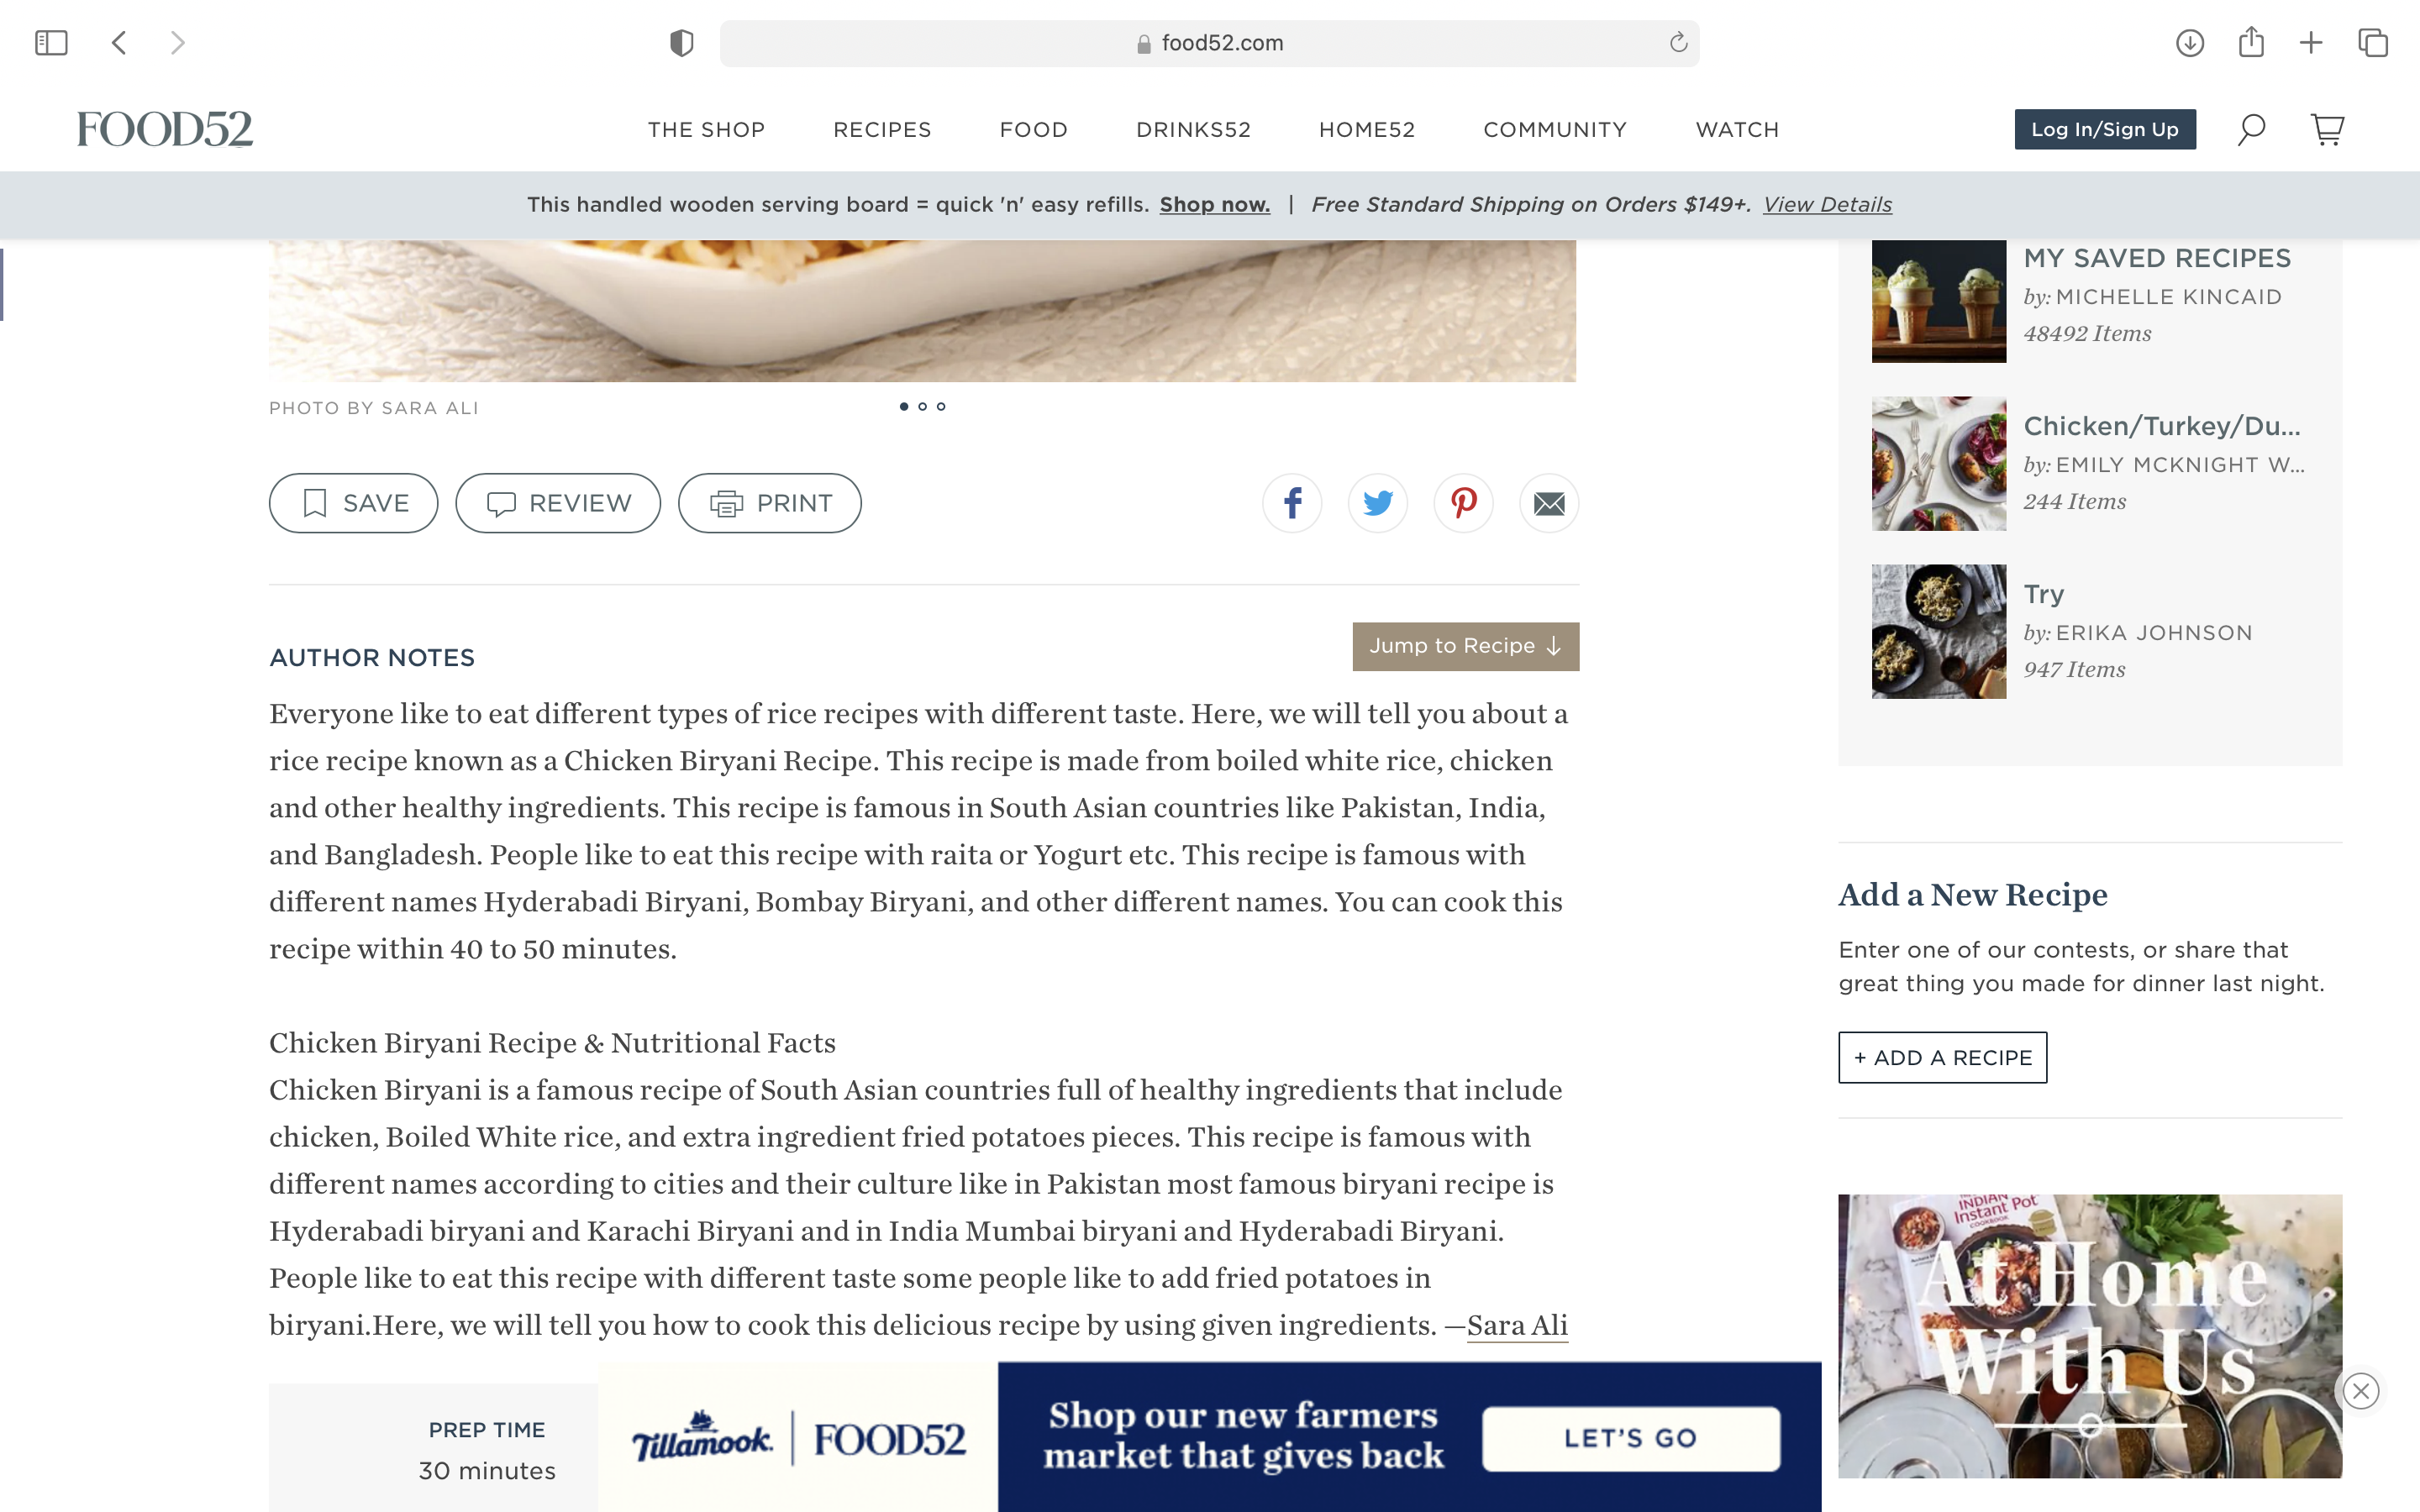 food52.com
FOOD52
THE SHOP
RECIPES
FOOD
DRINKS52
HOME52
COMMUNITY
WATCH
Log In/Sign Up
This handled wooden serving board = quick 'n' easy refills. Shop now. | Free Standard Shipping on Orders $149+. View Details
PHOTO BY SARA ALI
SAVE
REVIEW
PRINT
AUTHOR NOTES
Jump to Recipe ↓
Everyone like to eat different types of rice recipes with different taste. Here, we will tell you about a
rice recipe known as a Chicken Biryani Recipe. This recipe is made from boiled white rice, chicken
and other healthy ingredients. This recipe is famous in South Asian countries like Pakistan, India,
and Bangladesh. People like to eat this recipe with raita or Yogurt etc. This recipe is famous with
different names Hyderabadi Biryani, Bombay Biryani, and other different names. You can cook this
recipe within 40 to 50 minutes.
Chicken Biryani Recipe & Nutritional Facts
Chicken Biryani is a famous recipe of South Asian countries full of healthy ingredients that include
chicken, Boiled White rice, and extra ingredient fried potatoes pieces. This recipe is famous with
different names according to cities and their culture like in Pakistan most famous biryani recipe is
Hyderabadi biryani and Karachi Biryani and in India Mumbai biryani and Hyderabadi Biryani.
People like to eat this recipe with different taste some people like to add fried potatoes in
biryani.Here, we will tell you how to cook this delicious recipe by using given ingredients. —Sara Ali
PREP TIME
30 minutes
Tillamook. | FOOD52
Shop our new farmers
market that gives back
LET'S GO
MY SAVED RECIPES
by: MICHELLE KINCAID
48492 Items
Chicken/Turkey/Du...
by: EMILY MCKNIGHT W...
244 Items
Try
by: ERIKA JOHNSON
947 Items
Add a New Recipe
Enter one of our contests, or share that
great thing you made for dinner last night.
+ ADD A RECIPE
INDIAN
Instant Pot
COOKBOOK
At Home
With Us